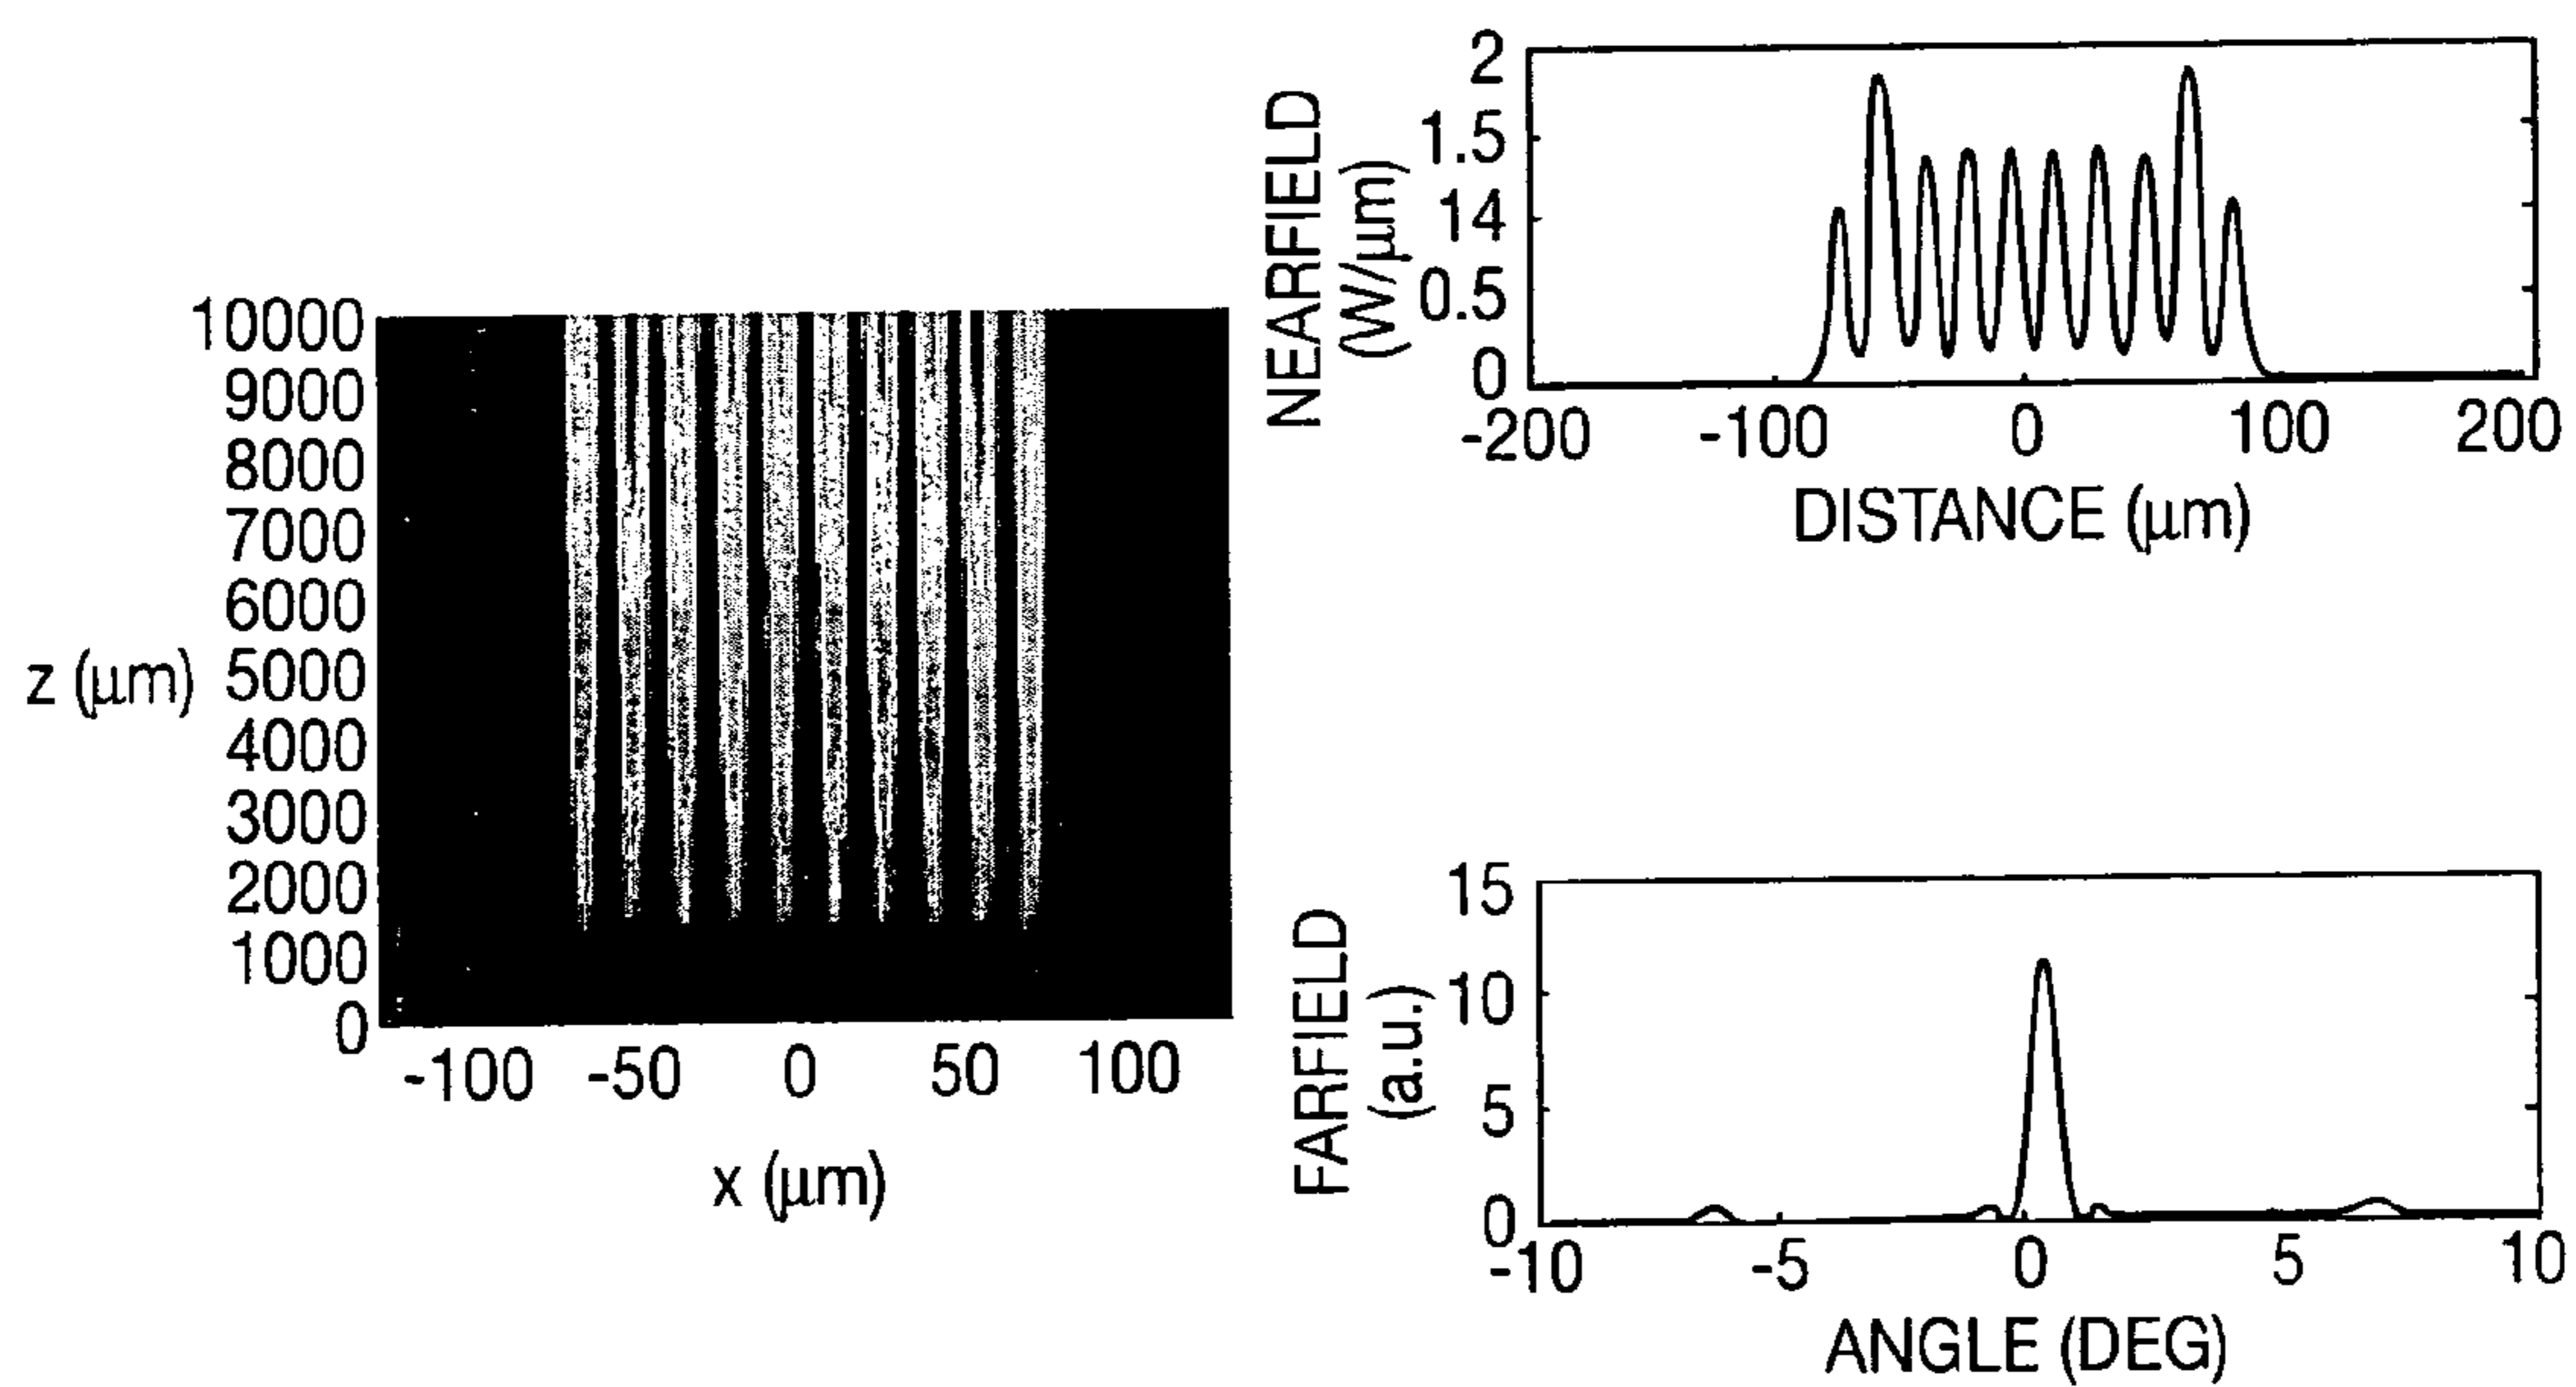 10000
9000
8000
7000
6000
z (μm) 5000
4000
3000
2000
1000
0
-100 -50 0 50 100
x (μm)
NEARFIELD
(W/μm)
2
1.5
14
0.5
0
-200 -100 0 100 200
DISTANCE (μm)
FARFIELD
(a.u.)
15
10
5
0
-10 -5 0 5 10
ANGLE (DEG)